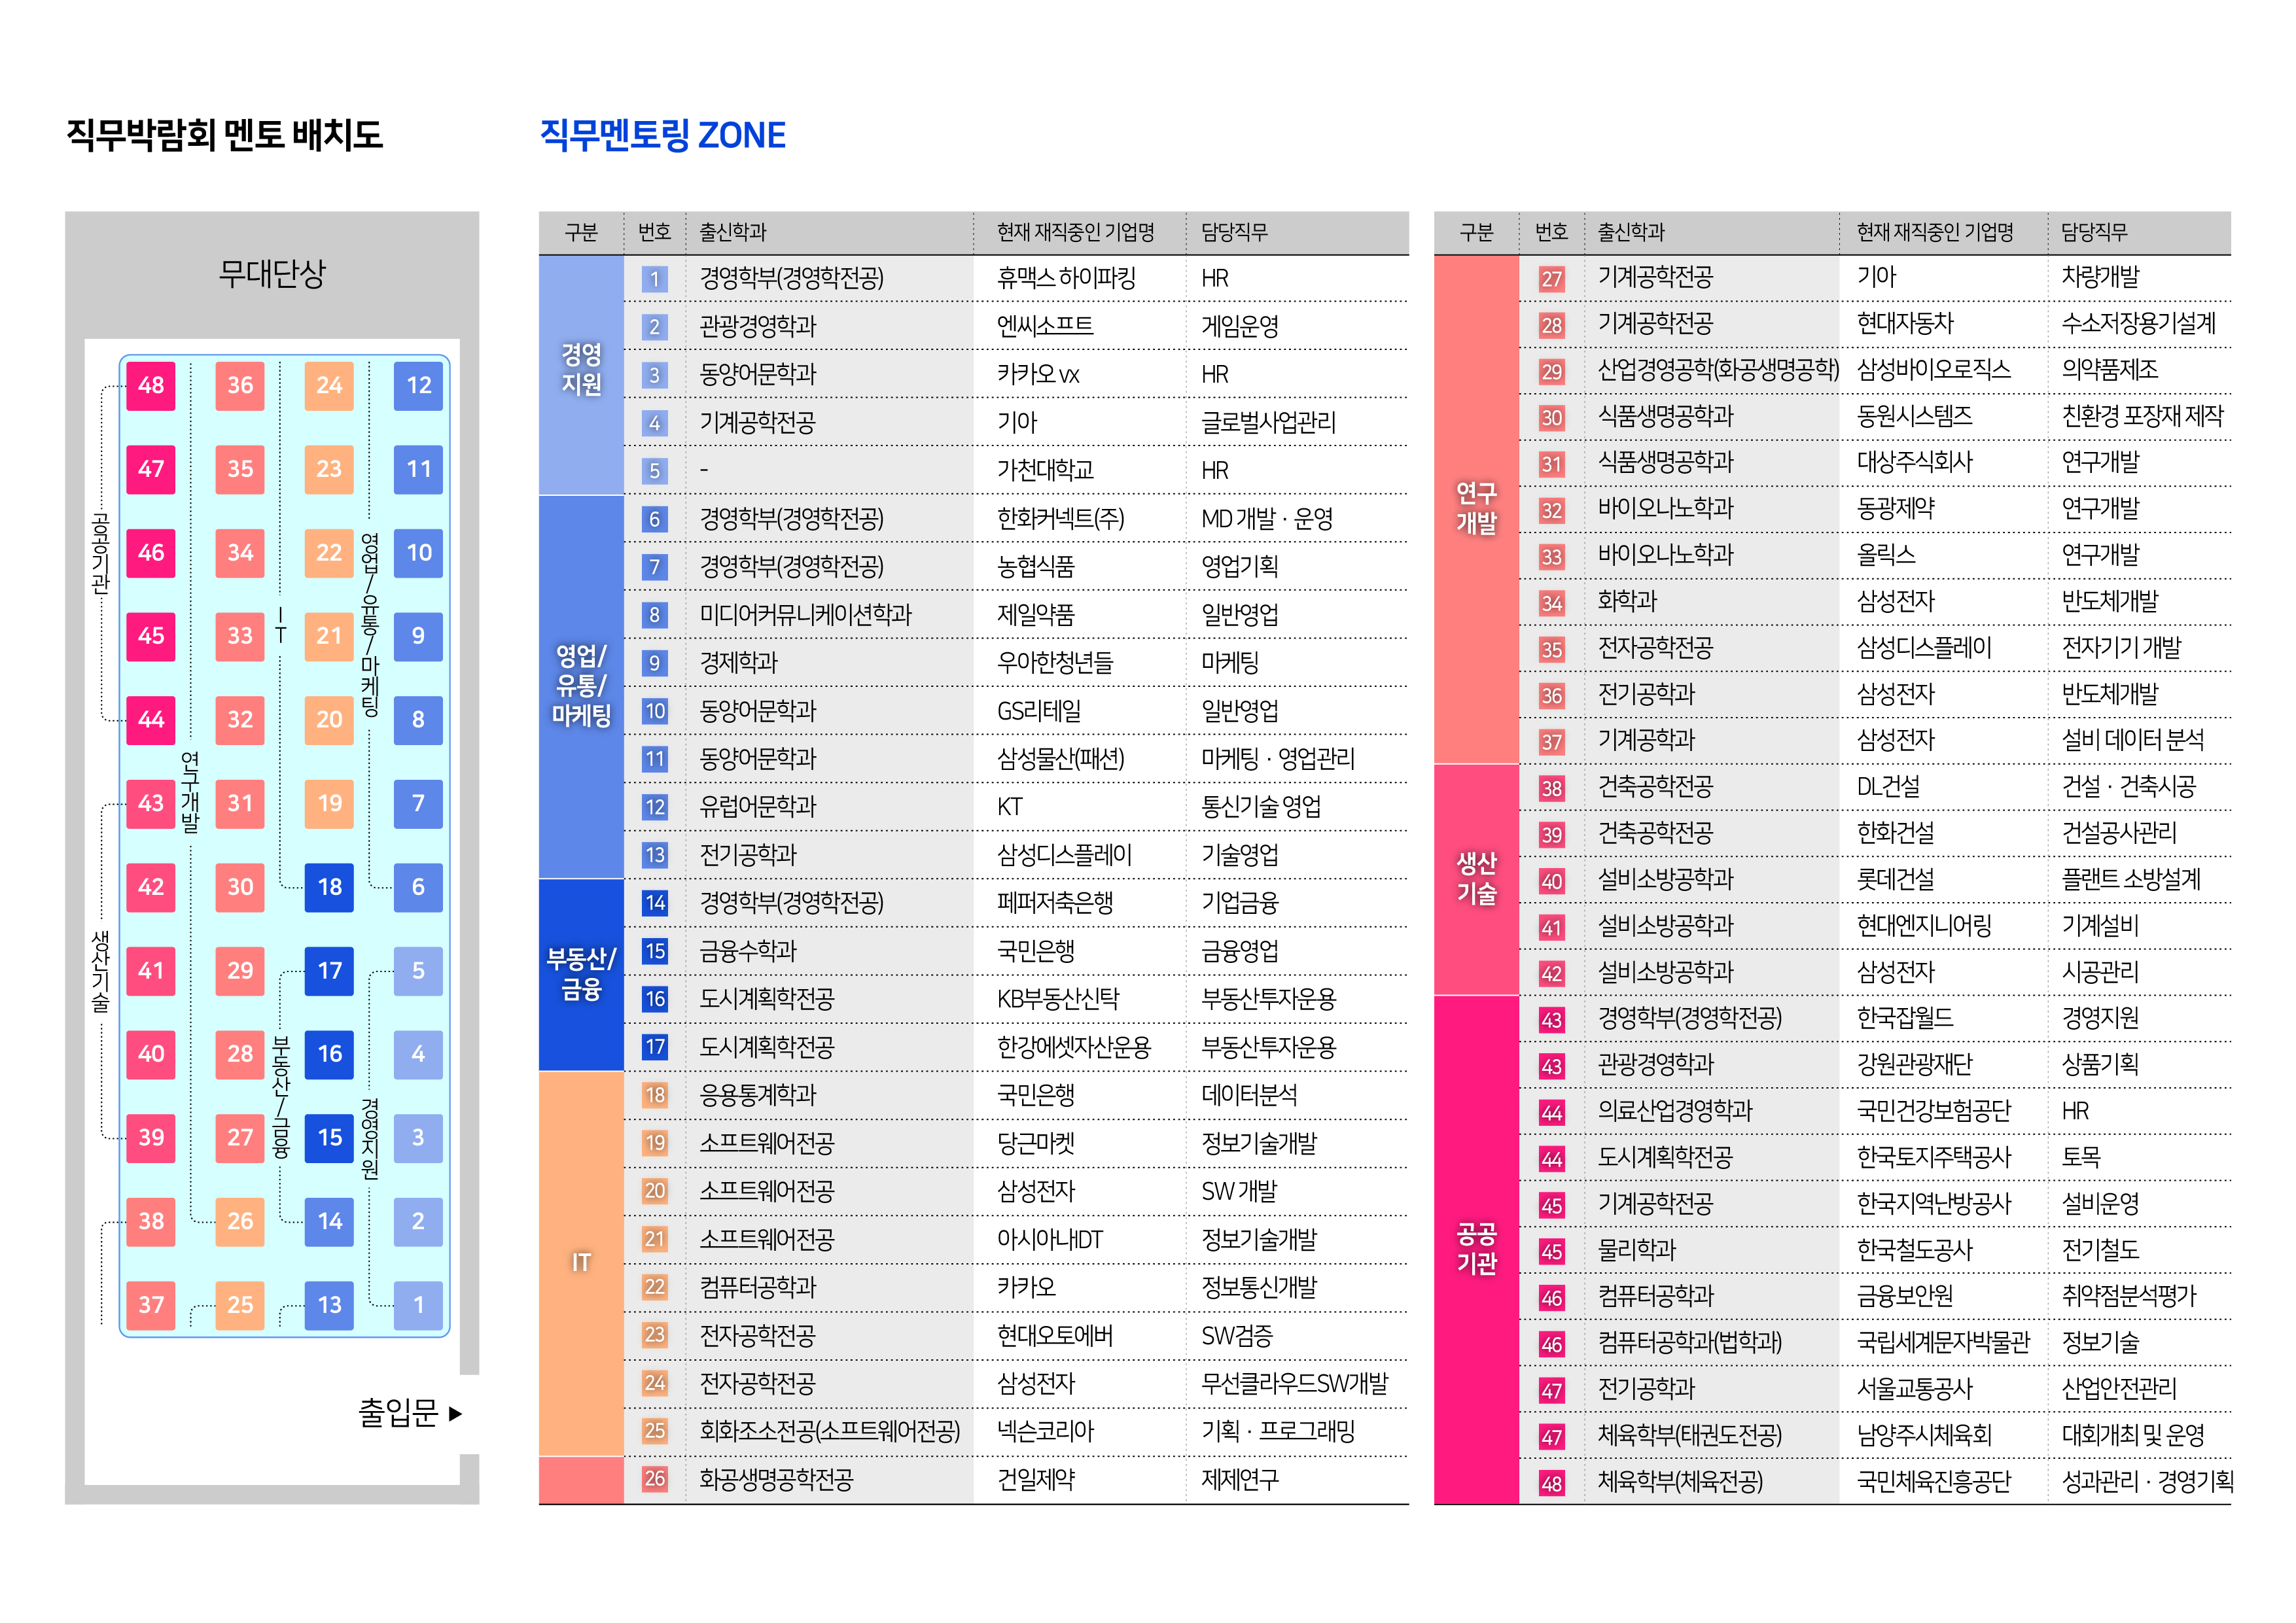 직무박람회 멘토 배치도
무대단상
48 36 24 12
47 35 23 11
46 34 22 10
45 33 21 9
44 32 20 8
43 31 19 7
42 30 18 6
41 29 17 5
40 28 16 4
39 27 15 3
38 26 14 2
37 25 13 1
공공기관
생산기술
연구개발
IT
부동산/금융
영업/유통/마케팅
경영지원
출입문 ▶
직무멘토링 ZONE
구분 번호 출신학과 현재 재직중인 기업명 담당직무
경영
지원
1 경영학부(경영학전공) 휴맥스 하이파킹 HR
2 관광경영학과 엔씨소프트 게임운영
3 동양어문학과 카카오 vx HR
4 기계공학전공 기아 글로벌사업관리
5 - 가천대학교 HR
영업/
유통/
마케팅
6 경영학부(경영학전공) 한화커넥트(주) MD 개발 · 운영
7 경영학부(경영학전공) 농협식품 영업기획
8 미디어커뮤니케이션학과 제일약품 일반영업
9 경제학과 우아한청년들 마케팅
10 동양어문학과 GS리테일 일반영업
11 동양어문학과 삼성물산(패션) 마케팅 · 영업관리
12 유럽어문학과 KT 통신기술 영업
13 전기공학과 삼성디스플레이 기술영업
부동산/
금융
14 경영학부(경영학전공) 페퍼저축은행 기업금융
15 금융수학과 국민은행 금융영업
16 도시계획학전공 KB부동산신탁 부동산투자운용
17 도시계획학전공 한강에셋자산운용 부동산투자운용
IT
18 응용통계학과 국민은행 데이터분석
19 소프트웨어전공 당근마켓 정보기술개발
20 소프트웨어전공 삼성전자 SW 개발
21 소프트웨어전공 아시아나IDT 정보기술개발
22 컴퓨터공학과 카카오 정보통신개발
23 전자공학전공 현대오토에버 SW검증
24 전자공학전공 삼성전자 무선클라우드SW개발
25 회화조소전공(소프트웨어전공) 넥슨코리아 기획 · 프로그래밍
26 화공생명공학전공 건일제약 제제연구
구분 번호 출신학과 현재 재직중인 기업명 담당직무
연구
개발
27 기계공학전공 기아 차량개발
28 기계공학전공 현대자동차 수소저장용기설계
29 산업경영공학(화공생명공학) 삼성바이오로직스 의약품제조
30 식품생명공학과 동원시스템즈 친환경 포장재 제작
31 식품생명공학과 대상주식회사 연구개발
32 바이오나노학과 동광제약 연구개발
33 바이오나노학과 올릭스 연구개발
34 화학과 삼성전자 반도체개발
35 전자공학전공 삼성디스플레이 전자기기 개발
36 전기공학과 삼성전자 반도체개발
37 기계공학과 삼성전자 설비 데이터 분석
생산
기술
38 건축공학전공 DL건설 건설 · 건축시공
39 건축공학전공 한화건설 건설공사관리
40 설비소방공학과 롯데건설 플랜트 소방설계
41 설비소방공학과 현대엔지니어링 기계설비
42 설비소방공학과 삼성전자 시공관리
공공
기관
43 경영학부(경영학전공) 한국잡월드 경영지원
43 관광경영학과 강원관광재단 상품기획
44 의료산업경영학과 국민건강보험공단 HR
44 도시계획학전공 한국토지주택공사 토목
45 기계공학전공 한국지역난방공사 설비운영
45 물리학과 한국철도공사 전기철도
46 컴퓨터공학과 금융보안원 취약점분석평가
46 컴퓨터공학과(법학과) 국립세계문자박물관 정보기술
47 전기공학과 서울교통공사 산업안전관리
47 체육학부(태권도전공) 남양주시체육회 대회개최 및 운영
48 체육학부(체육전공) 국민체육진흥공단 성과관리 · 경영기획